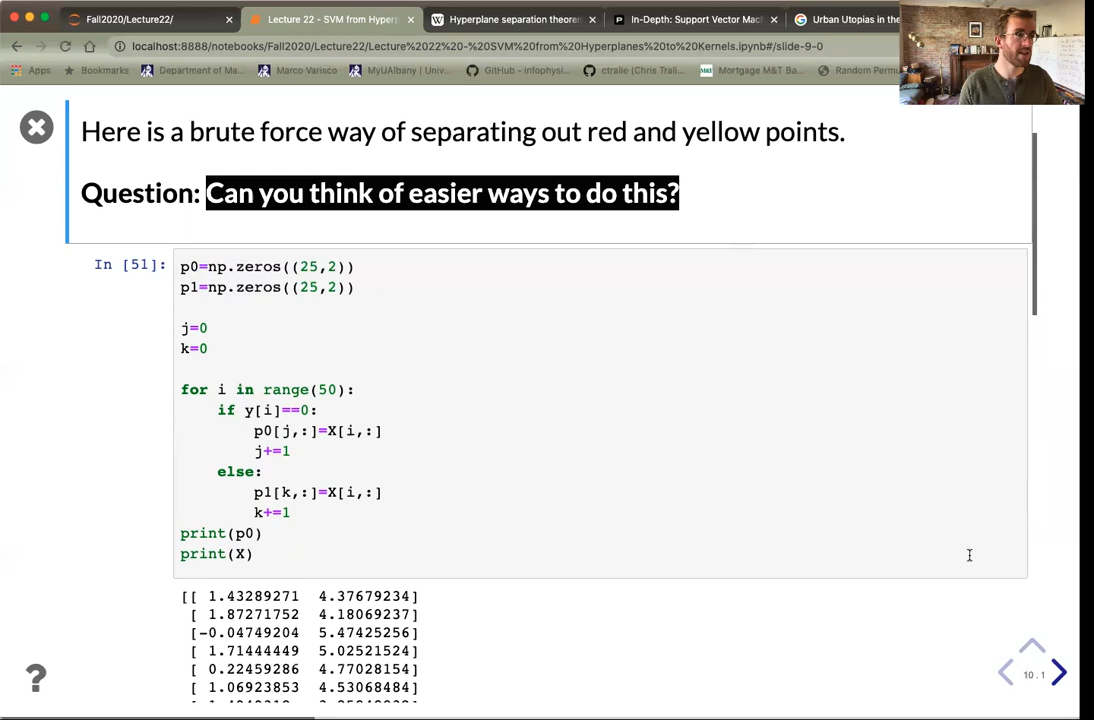 Fall2020/Lecture22/
Lecture 22 - SVM from Hyperp
Hyperplane separation theoren
In-Depth: Support Vector Mac
Urban Utopias in the
localhost:8888/notebooks/Fall2020/Lecture22/Lecture%2022%20-%20SVM%20from%20Hyperplanes%20to%20Kernels.ipynb#/slide-9-0
Apps Bookmarks Department of Ma... Marco Varisco MyUAlbany | Univ... GitHub - infophysi... ctralie (Chris Trali... Mortgage M&T Ba... Random Permu
Here is a brute force way of separating out red and yellow points.
Question: Can you think of easier ways to do this?
In [51]:
p0=np.zeros((25,2))
p1=np.zeros((25,2))
j=0
k=0
for i in range(50):
if y[i]==0:
p0[j,:]=X[i,:]
j+=1
else:
p1[k,:]=X[i,:]
k+=1
print(p0)
print(X)
[[ 1.43289271 4.37679234]
[ 1.87271752 4.18069237]
[-0.04749204 5.47425256]
[ 1.71444449 5.02521524]
[ 0.22459286 4.77028154]
[ 1.06923853 4.53068484]
?
10.1